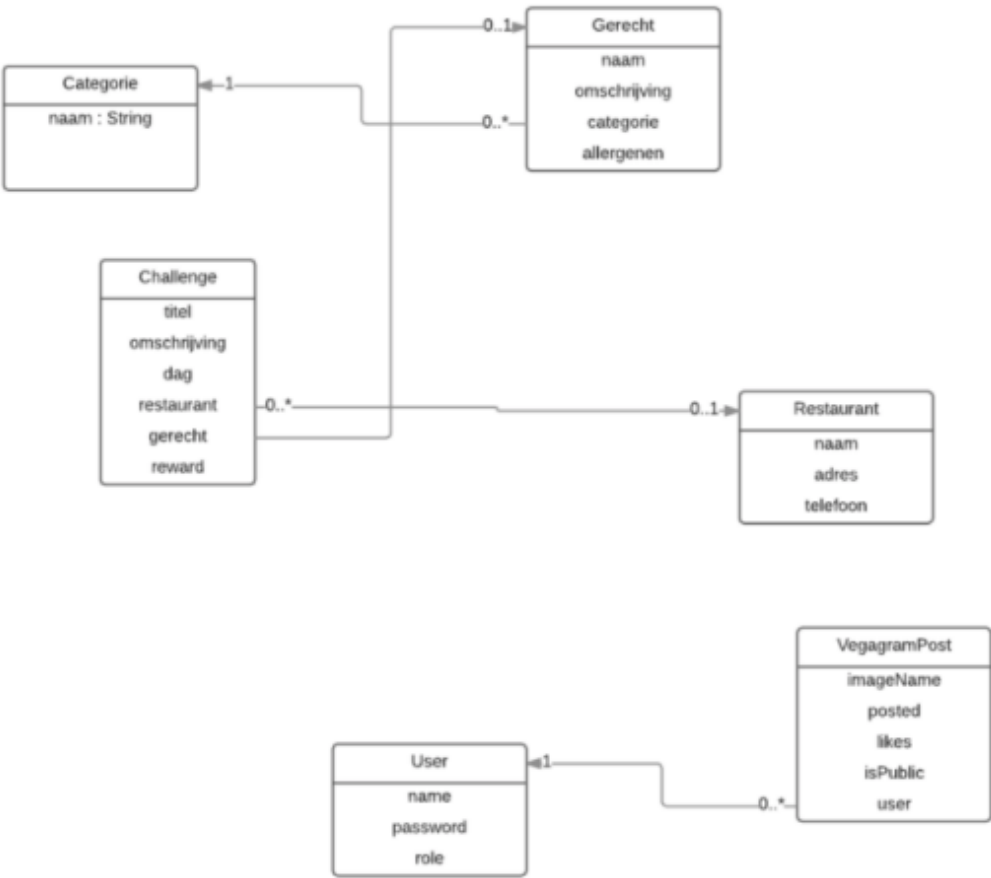 Gerecht
naam
omschrijving
categorie
allergenen
0..1
0..*
Categorie
naam : String
1
Challenge
titel
omschrijving
dag
restaurant
gerecht
reward
0..*
0..1
Restaurant
naam
adres
telefoon
VegagramPost
imageName
posted
likes
isPublic
user
0..*
User
name
password
role
1